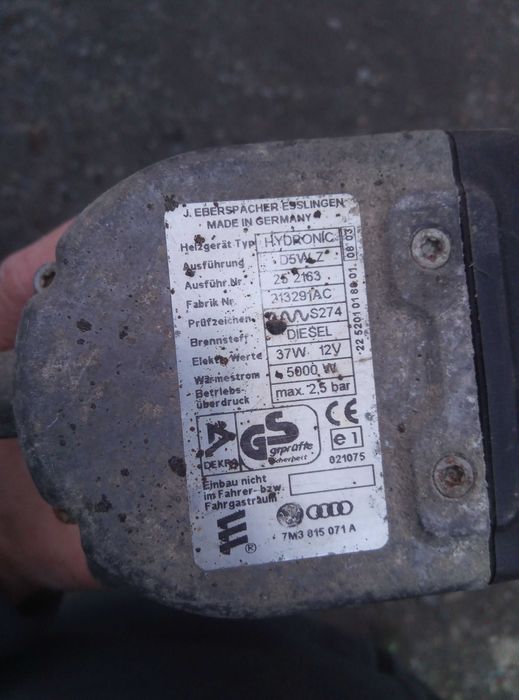 J. EBERSPÄCHER ESSLINGEN
MADE IN GERMANY
Heizgerät Typ HYDRONIC
Ausführung D5W Z
Ausführ.Nr. 25 2163
Fabrik Nr. 213291AC
Prüfzeichen S274
Brennstoff DIESEL
Elektr.Werte 37W 12V
Wärmestrom 5000 W
Betriebs-
überdruck max. 2,5 bar
DEKRA
GS
geprüfte
Sicherheit
CE
e1
021075
Einbau nicht
im Fahrer- bzw.
Fahrgastraum
®
7M3 815 071 A